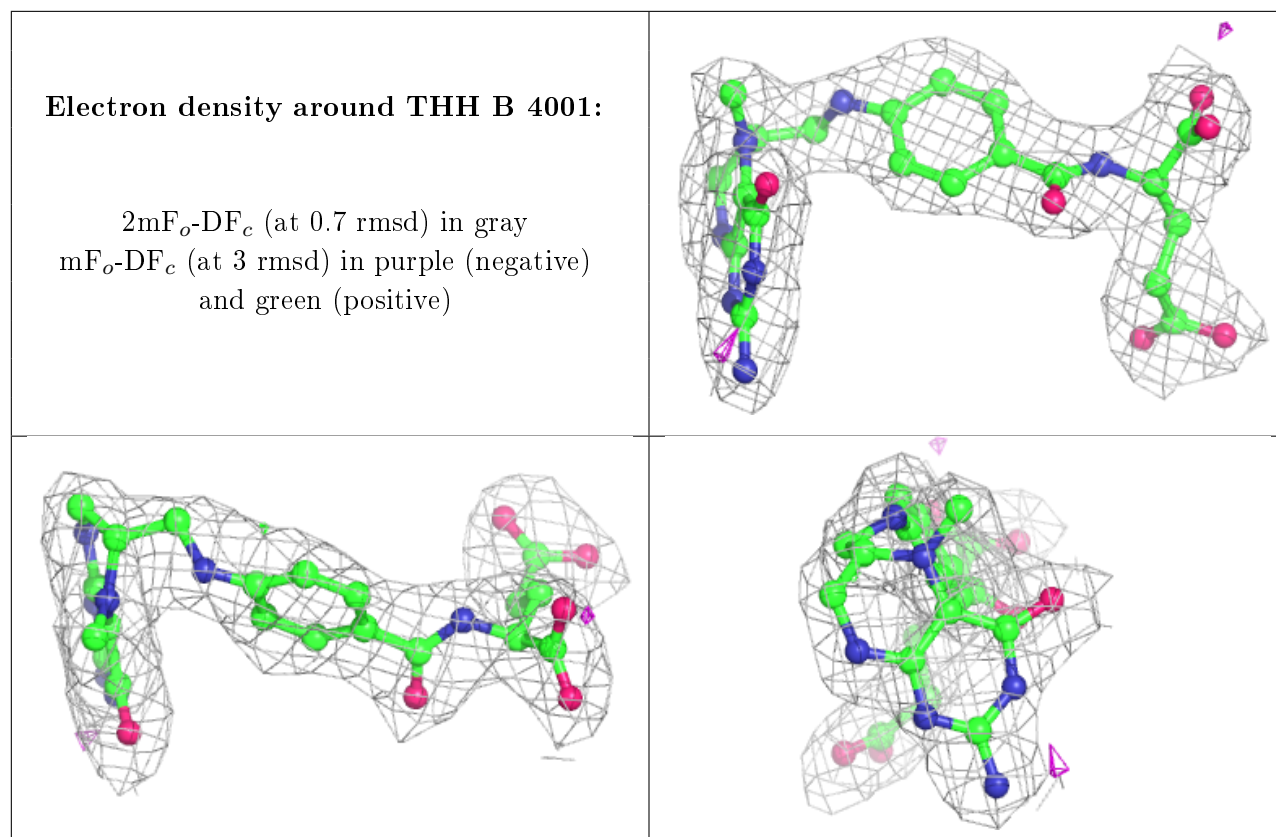 Electron density around THH B 4001:
2mFₒ-DF𝒸 (at 0.7 rmsd) in gray
mFₒ-DF𝒸 (at 3 rmsd) in purple (negative)
and green (positive)